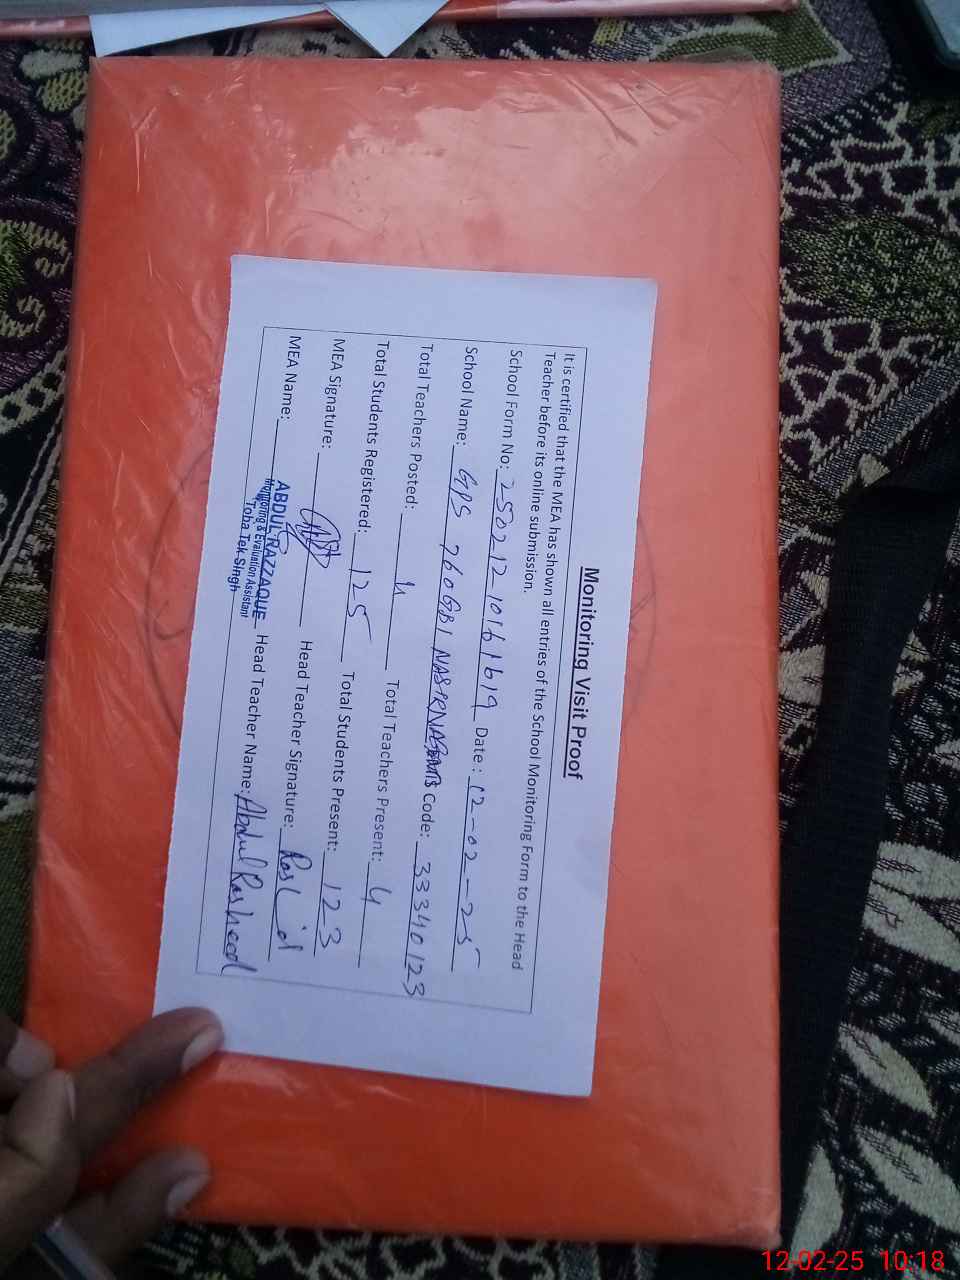 Monitoring Visit Proof
It is certified that the MEA has shown all entries of the School Monitoring Form to the Head
Teacher before its online submission.
School Form No: 25021210161619 Date: 12-02-25
School Name: GPS 760GB1 Code: 33340123
Total Teachers Posted: 4 Total Teachers Present: 4
Total Students Registered: 125 Total Students Present: 123
MEA Signature: Head Teacher Signature: Rashid
MEA Name: ABDUL RAZZAQUE Head Teacher Name: Abdul Rasheed
Monitoring & Evaluation Assistant
Toba Tek Singh
12-02-25 10:18